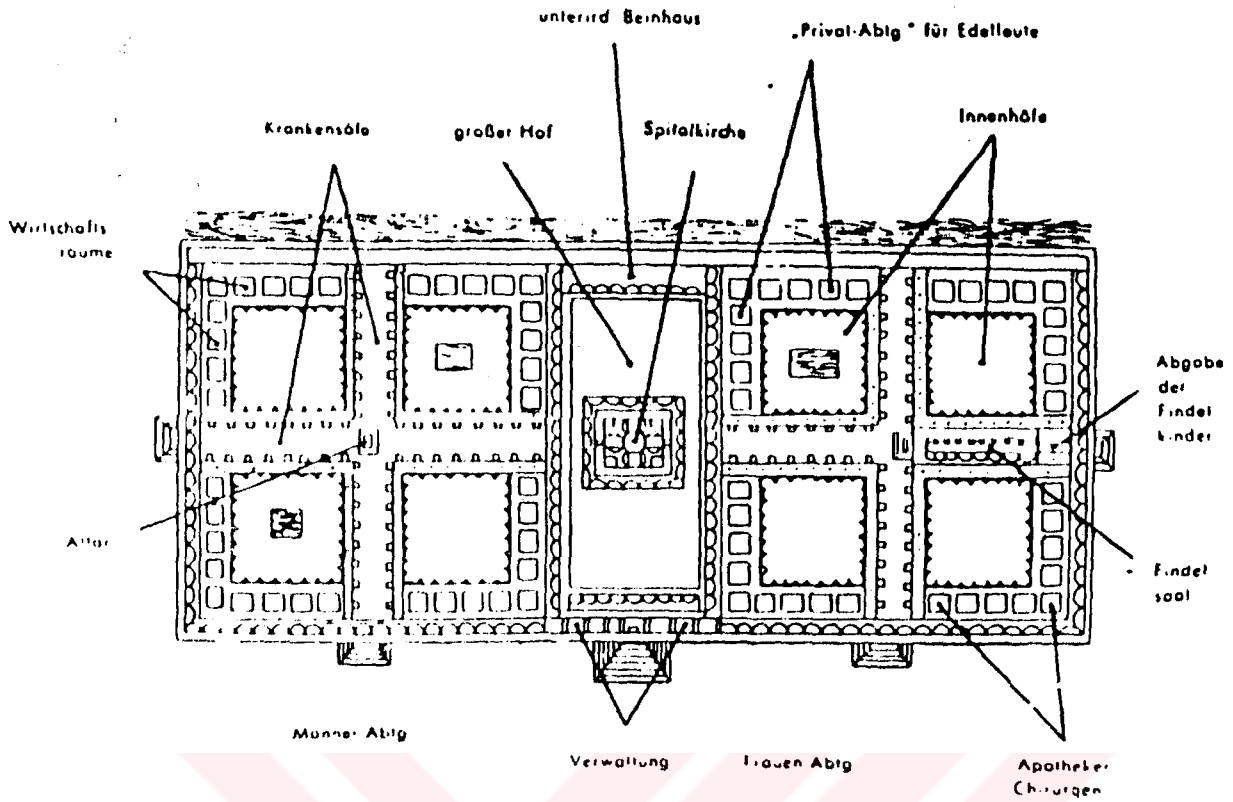 unterird Beinhaus
„Privat-Abtg" für Edelleute
Krankensäle
großer Hof
Spitalkirche
Innenhöfe
Wirtschafts
räume
Abgabe
der
Findel
kinder
Altar
Findel
saal
Männer Abtg
Verwaltung
Frauen Abtg
Apotheker
Chirurgen